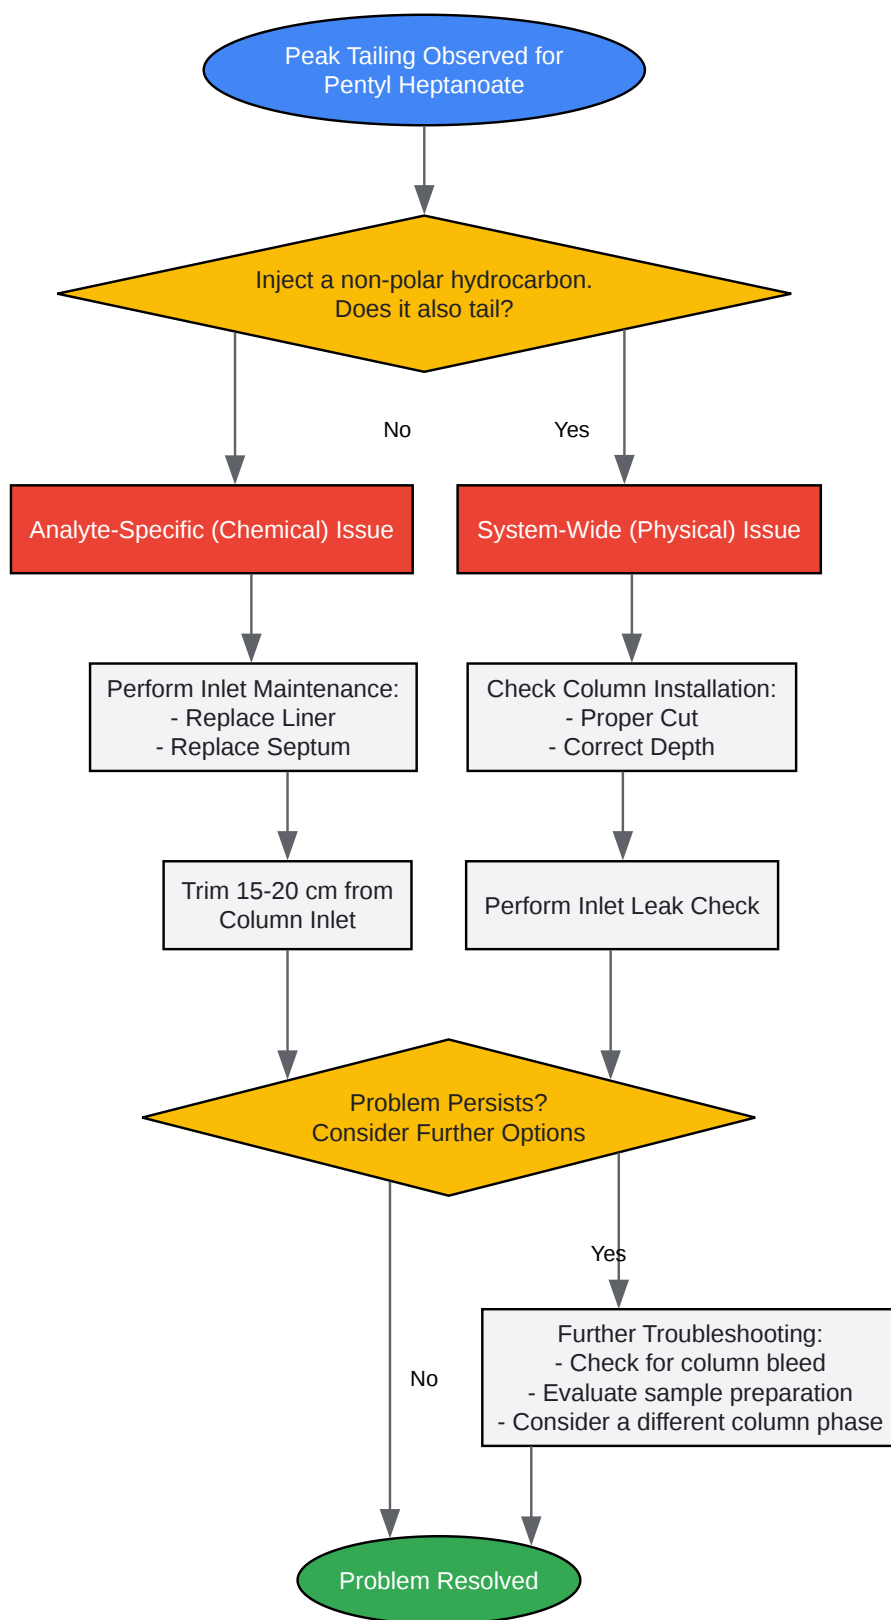 Peak Tailing Observed for
Pentyl Heptanoate
Inject a non-polar hydrocarbon.
Does it also tail?
No
Yes
Analyte-Specific (Chemical) Issue
System-Wide (Physical) Issue
Perform Inlet Maintenance:
- Replace Liner
- Replace Septum
Check Column Installation:
- Proper Cut
- Correct Depth
Trim 15-20 cm from
Column Inlet
Perform Inlet Leak Check
Problem Persists?
Consider Further Options
Yes
Further Troubleshooting:
- Check for column bleed
- Evaluate sample preparation
- Consider a different column phase
No
Problem Resolved